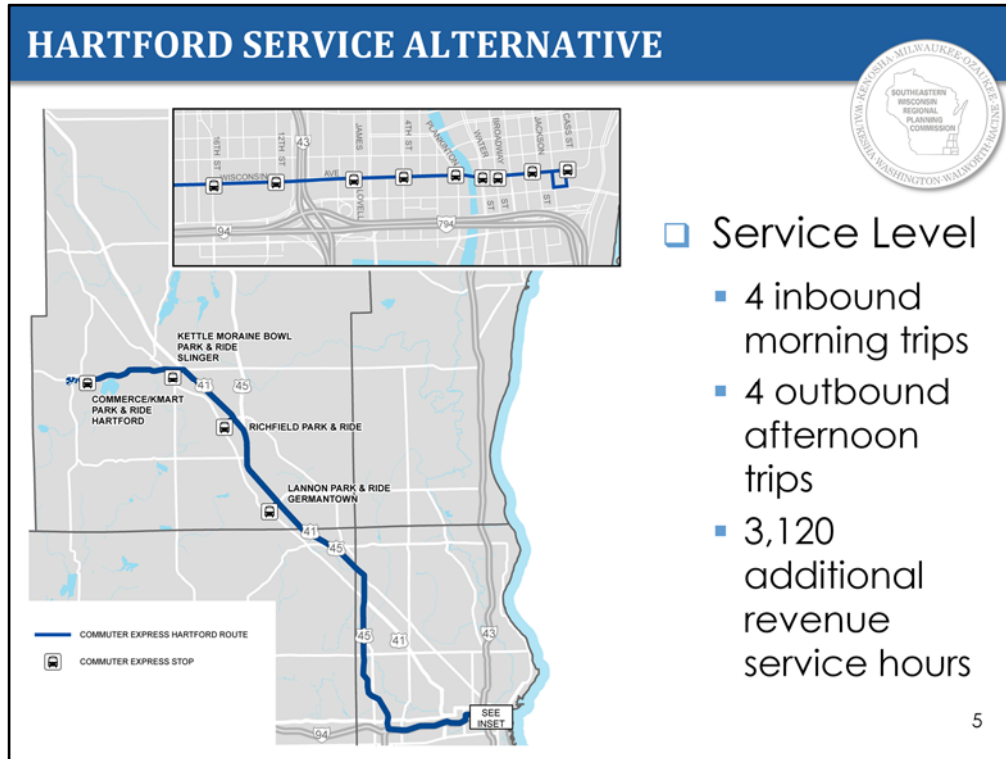 HARTFORD SERVICE ALTERNATIVE
KENOSHA·MILWAUKEE·OZAUKEE·RACINE·WALWORTH·WASHINGTON·WAUKESHA
SOUTHEASTERN
WISCONSIN
REGIONAL
PLANNING
COMMISSION
16TH ST
12TH ST
43
JAMES
LOVELL
4TH ST
PLANKINTON
WATER
ST
BROADWAY
ST
JACKSON
ST
CASS ST
WISCONSIN AVE
94
794
KETTLE MORAINE BOWL
PARK & RIDE
SLINGER
41
45
COMMERCE/KMART
PARK & RIDE
HARTFORD
RICHFIELD PARK & RIDE
LANNON PARK & RIDE
GERMANTOWN
41
45
45
41
43
SEE
INSET
94
COMMUTER EXPRESS HARTFORD ROUTE
COMMUTER EXPRESS STOP
Service Level
4 inbound
morning trips
4 outbound
afternoon
trips
3,120
additional
revenue
service hours
5